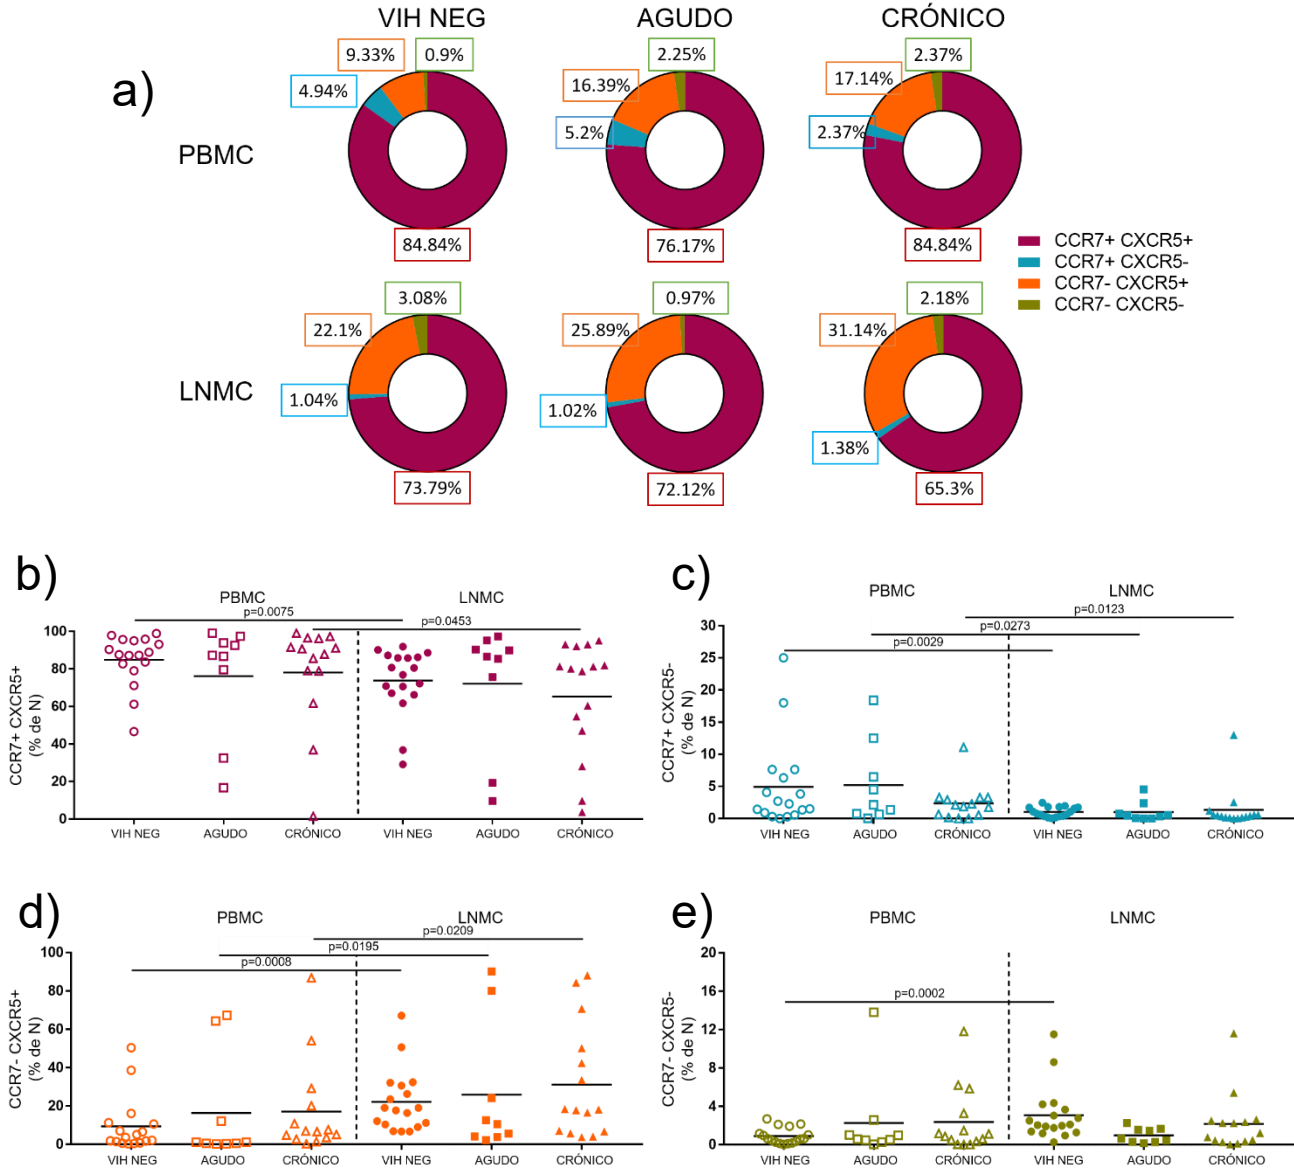 VIH NEG AGUDO CRÓNICO
a)
PBMC
9.33% 0.9%
4.94%
84.84%
2.25%
16.39%
5.2%
76.17%
2.37%
17.14%
2.37%
84.84%
CCR7+ CXCR5+
CCR7+ CXCR5-
CCR7- CXCR5+
CCR7- CXCR5-
LNMC
3.08%
22.1%
1.04%
73.79%
0.97%
25.89%
1.02%
72.12%
2.18%
31.14%
1.38%
65.3%
b)
PBMC LNMC
p=0.0075
p=0.0453
CCR7+ CXCR5+
(% de N)
100
80
60
40
20
0
VIH NEG AGUDO CRÓNICO VIH NEG AGUDO CRÓNICO
c)
PBMC LNMC
p=0.0123
p=0.0273
p=0.0029
CCR7+ CXCR5-
(% de N)
30
25
20
15
10
5
0
VIH NEG AGUDO CRÓNICO VIH NEG AGUDO CRÓNICO
d)
PBMC LNMC
p=0.0209
p=0.0195
p=0.0008
CCR7- CXCR5+
(% de N)
100
80
60
40
20
0
VIH NEG AGUDO CRÓNICO VIH NEG AGUDO CRÓNICO
e)
PBMC LNMC
p=0.0002
CCR7- CXCR5-
(% de N)
20
16
12
8
4
0
VIH NEG AGUDO CRÓNICO VIH NEG AGUDO CRÓNICO